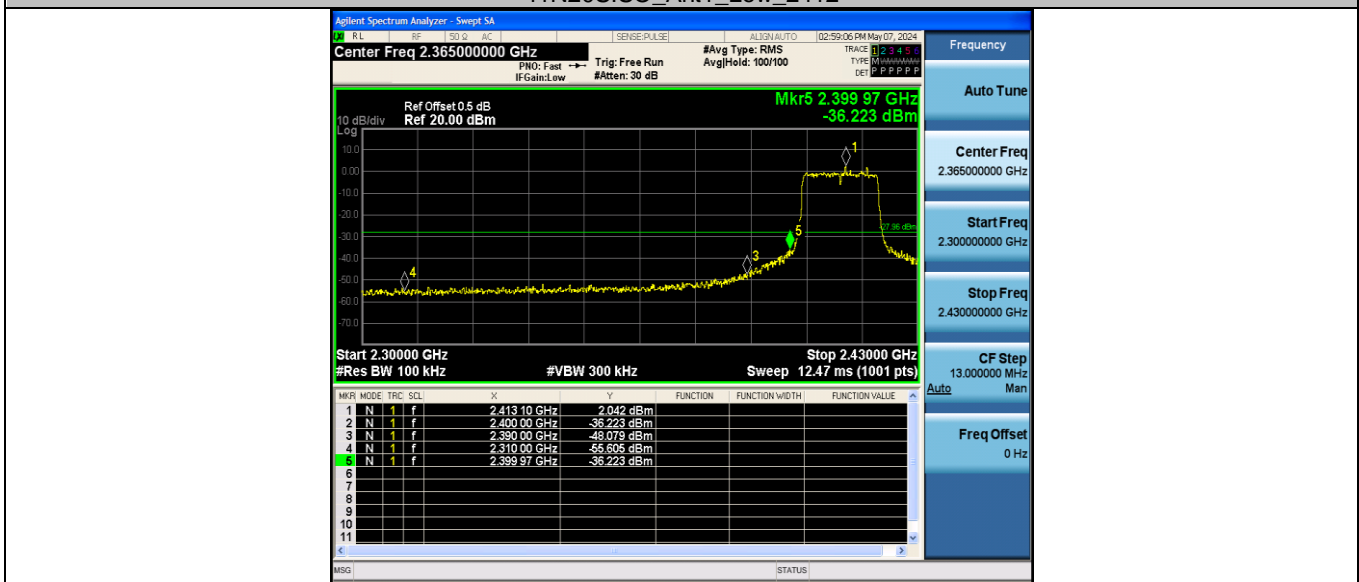 Agilent Spectrum Analyzer - Swept SA
RL RF 50 Ω AC SENSE:PULSE ALIGNAUTO 02:59:06 PM May 07, 2024
Center Freq 2.365000000 GHz
PNO: Fast
IFGain:Low
Trig: Free Run
#Atten: 30 dB
#Avg Type: RMS
Avg|Hold: 100/100
TRACE 1 2 3 4 5 6
TYPE M
DET P P P P P P
Ref Offset 0.5 dB
Ref 20.00 dBm
10 dB/div
Log
Mkr5 2.399 97 GHz
-36.223 dBm
10.0
0.00
-10.0
-20.0
-30.0
-40.0
-50.0
-60.0
-70.0
1
5
3
4
Start 2.30000 GHz
#Res BW 100 kHz
#VBW 300 kHz
Stop 2.43000 GHz
Sweep 12.47 ms (1001 pts)
MKR MODE TRC SCL X Y FUNCTION FUNCTION WIDTH FUNCTION VALUE
1 N 1 f 2.413 10 GHz 2.042 dBm
2 N 1 f 2.400 00 GHz -36.223 dBm
3 N 1 f 2.390 00 GHz -48.079 dBm
4 N 1 f 2.310 00 GHz -55.605 dBm
5 N 1 f 2.399 97 GHz -36.223 dBm
6
7
8
9
10
11
MSG
STATUS
Frequency
Auto Tune
Center Freq
2.365000000 GHz
Start Freq
2.300000000 GHz
Stop Freq
2.430000000 GHz
CF Step
13.000000 MHz
Auto Man
Freq Offset
0 Hz